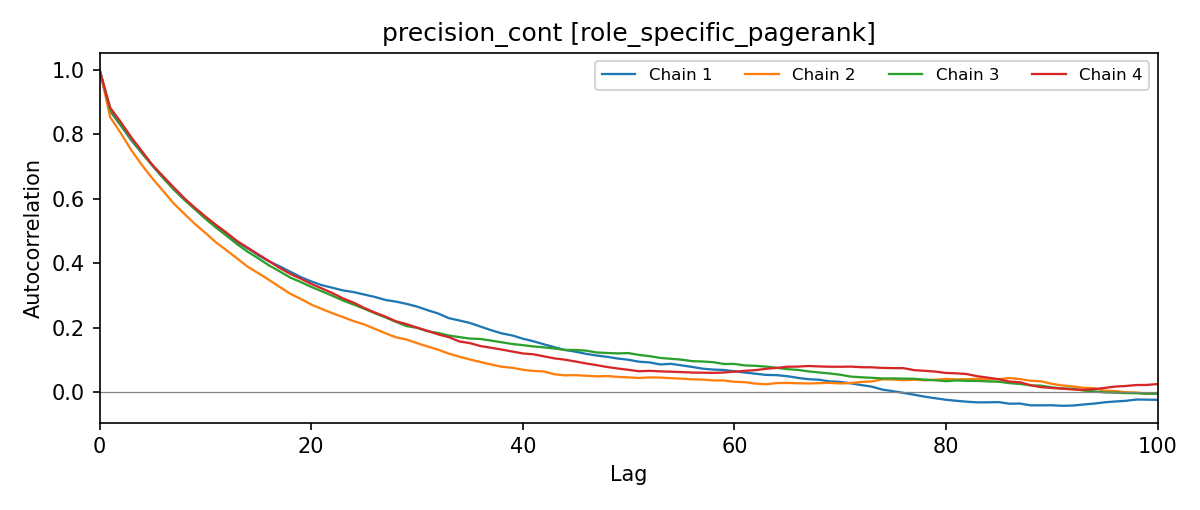 precision_cont [role_specific_pagerank]
Chain 1 Chain 2 Chain 3 Chain 4
Autocorrelation
1.0
0.8
0.6
0.4
0.2
0.0
0 20 40 60 80 100
Lag